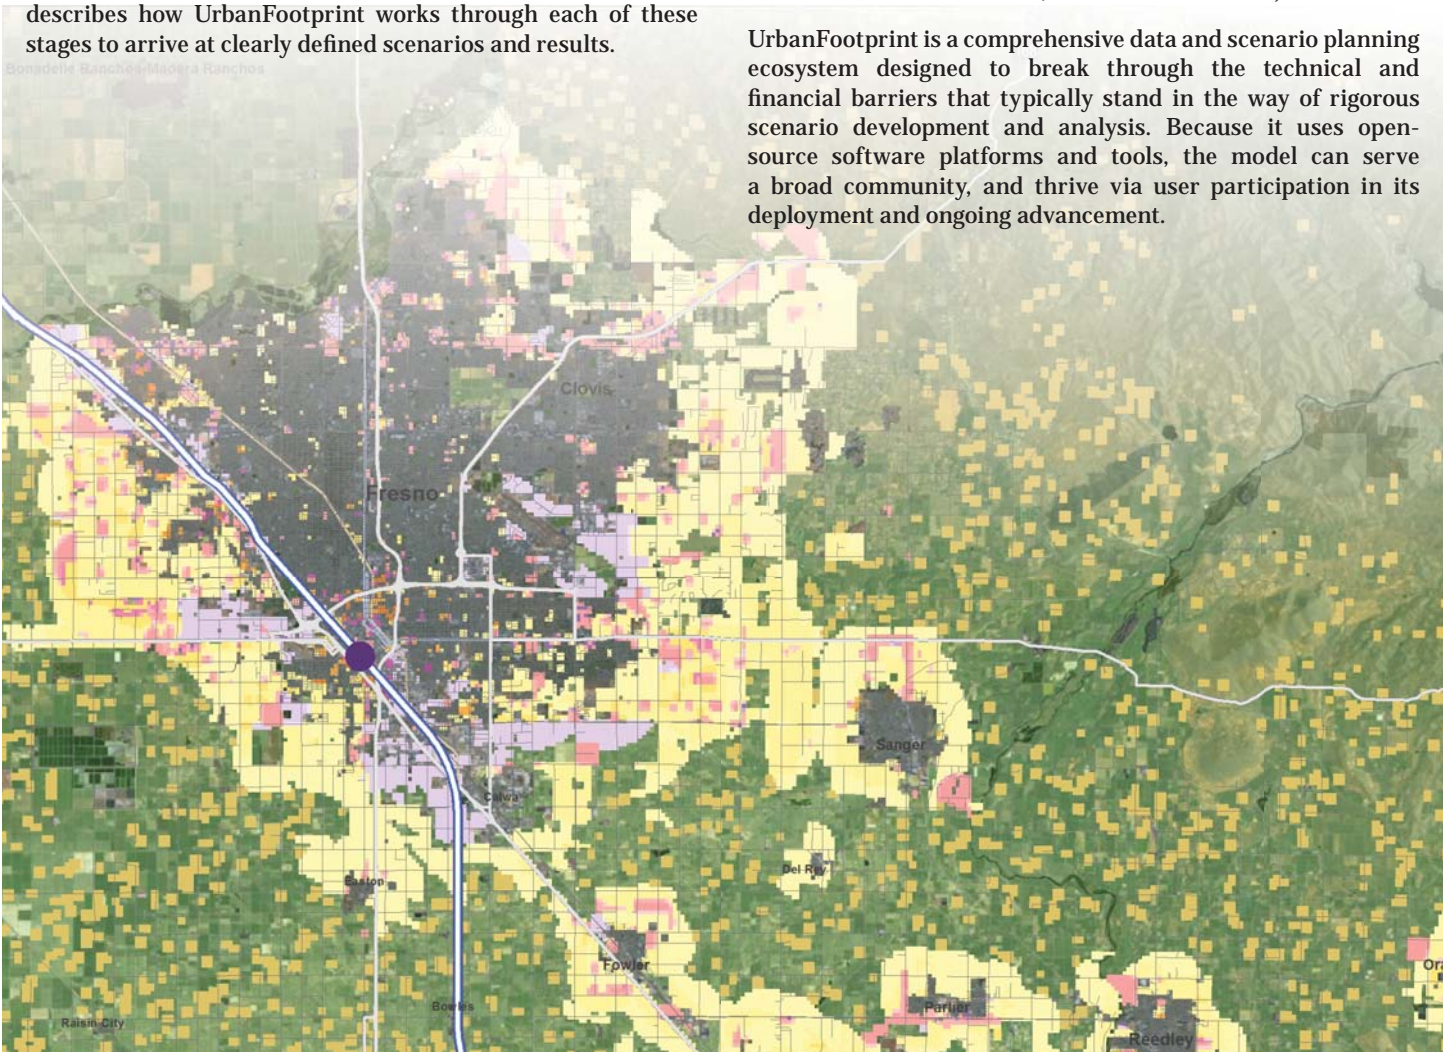 describes how UrbanFootprint works through each of these
stages to arrive at clearly defined scenarios and results.
UrbanFootprint is a comprehensive data and scenario planning
ecosystem designed to break through the technical and
financial barriers that typically stand in the way of rigorous
scenario development and analysis. Because it uses open-
source software platforms and tools, the model can serve
a broad community, and thrive via user participation in its
deployment and ongoing advancement.
Bonadelle Ranchos-Madera Ranchos
Clovis
Fresno
Sanger
Calwa
Del Rey
Easton
Fowler
Bowles
Parlier
Raisin City
Reedley